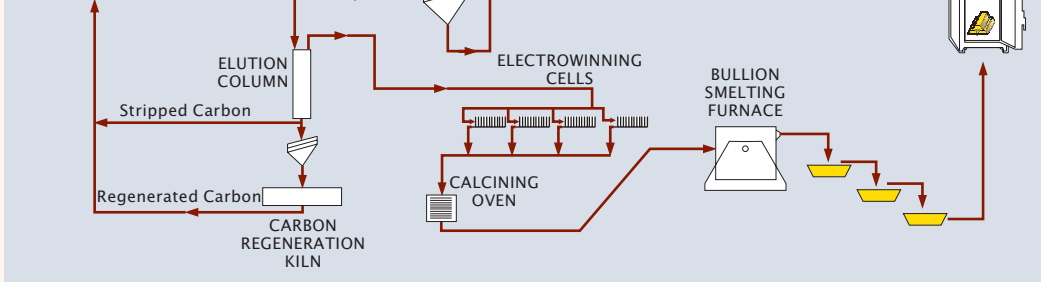 ELUTION
COLUMN
ELECTROWINNING
CELLS
BULLION
SMELTING
FURNACE
Stripped Carbon
CALCINING
OVEN
Regenerated Carbon
CARBON
REGENERATION
KILN